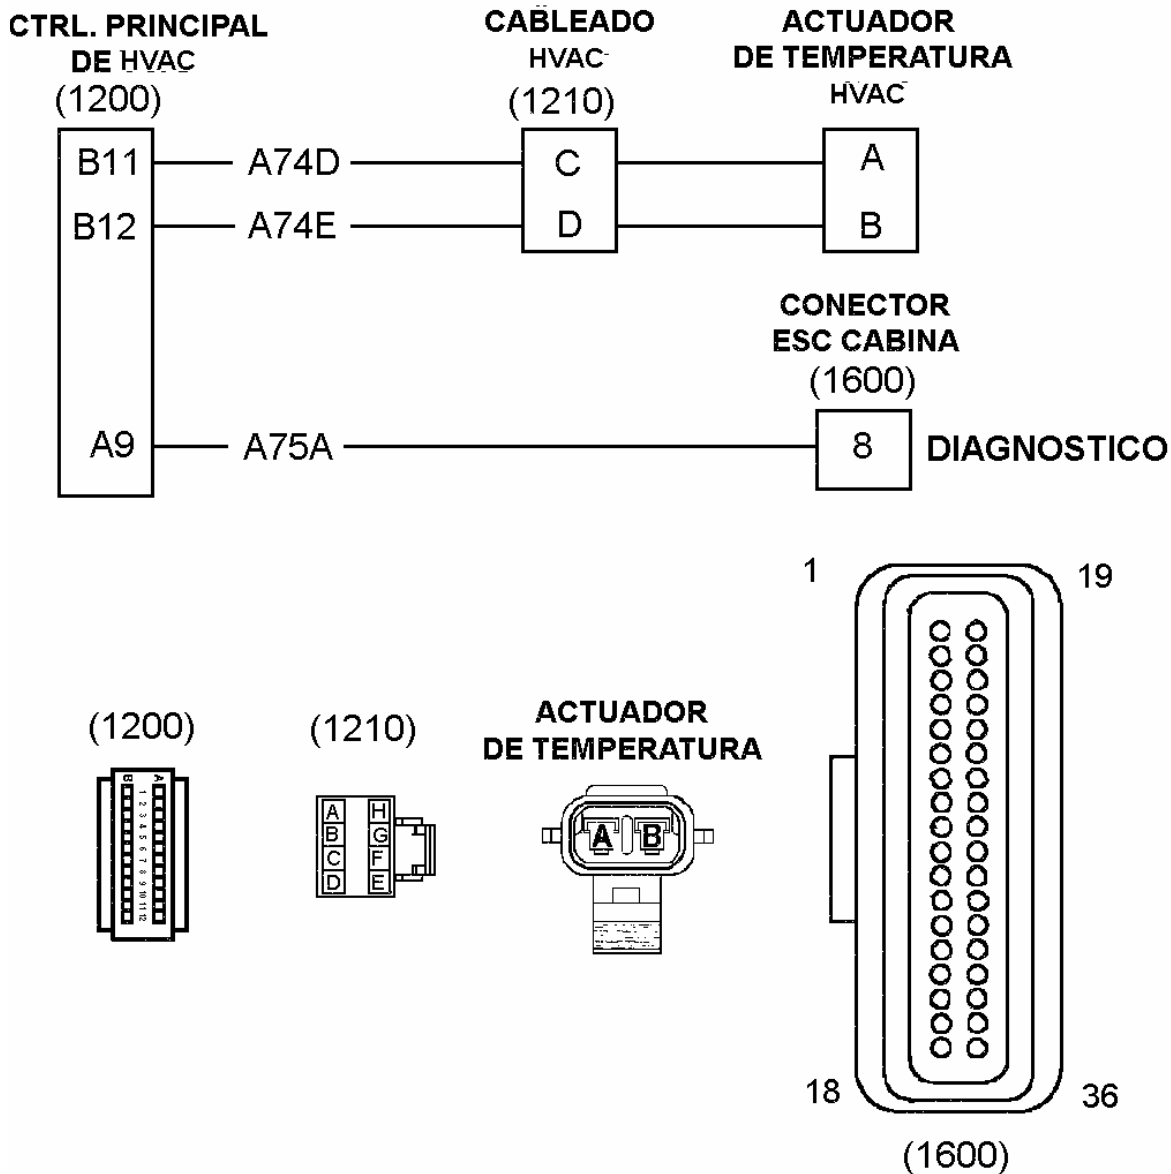 CTRL. PRINCIPAL
DE HVAC
(1200)
CABLEADO
HVAC
(1210)
ACTUADOR
DE TEMPERATURA
HVAC
B11 A74D C A
B12 A74E D B
CONECTOR
ESC CABINA
(1600)
A9 A75A 8 DIAGNOSTICO
1 19
(1200)
B A
1
2
3
4
5
6
7
8
9
10
11
12
(1210)
A H
B G
C F
D E
ACTUADOR
DE TEMPERATURA
A B
18 36
(1600)